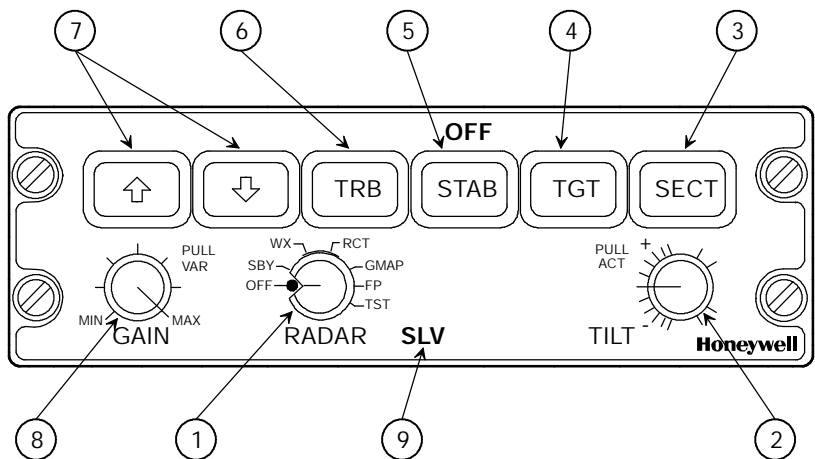 7 6 5 4 3
OFF
TRB STAB TGT SECT
PULL VAR
MIN MAX
GAIN
WX RCT
SBY GMAP
OFF FP
TST
RADAR
SLV
PULL ACT
+
-
TILT
Honeywell
8 1 9 2